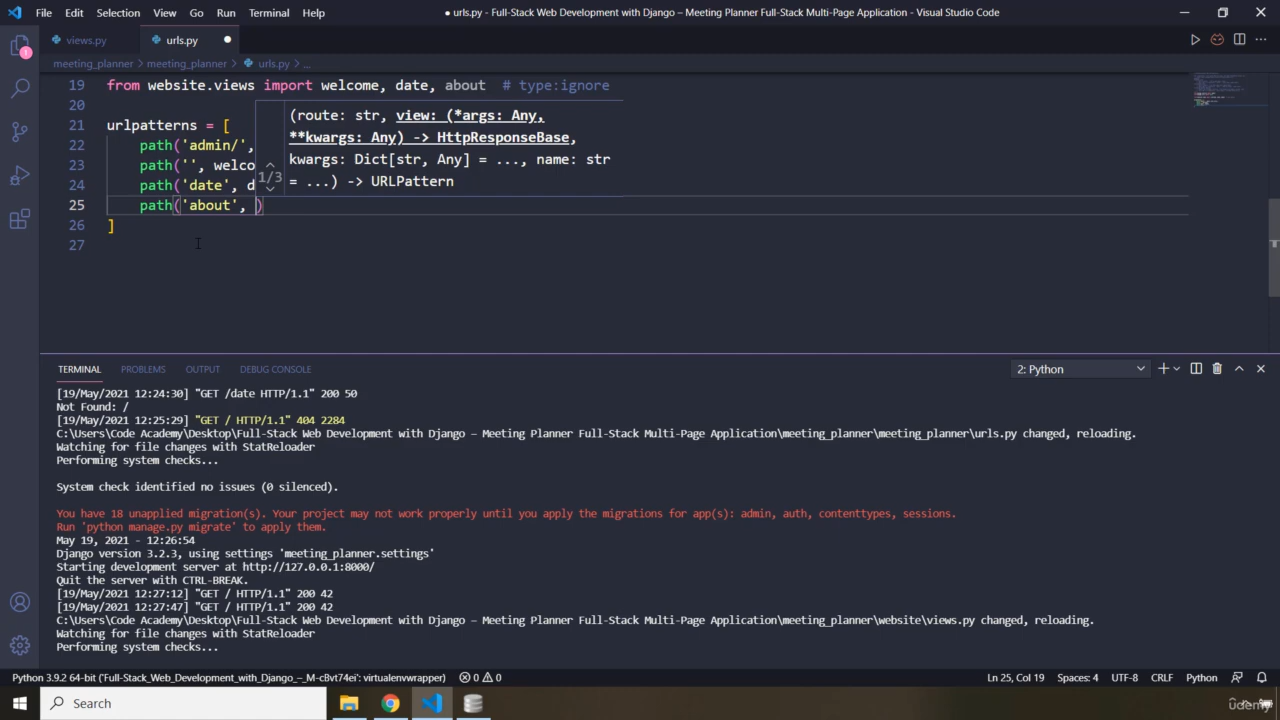 File Edit Selection View Go Run Terminal Help
● urls.py - Full-Stack Web Development with Django – Meeting Planner Full-Stack Multi-Page Application - Visual Studio Code
views.py
urls.py ●
meeting_planner > meeting_planner > urls.py > ...
19 from website.views import welcome, date, about # type:ignore
20
21 urlpatterns = [
22 path('admin/',
23 path('', welco
24 path('date', d
25 path('about', )
26 ]
27
(route: str, view: (*args: Any,
**kwargs: Any) -> HttpResponseBase,
kwargs: Dict[str, Any] = ..., name: str
= ...) -> URLPattern
1/3
1
TERMINAL PROBLEMS OUTPUT DEBUG CONSOLE
2: Python
[19/May/2021 12:24:30] "GET /date HTTP/1.1" 200 50
Not Found: /
[19/May/2021 12:25:29] "GET / HTTP/1.1" 404 2284
C:\Users\Code Academy\Desktop\Full-Stack Web Development with Django – Meeting Planner Full-Stack Multi-Page Application\meeting_planner\meeting_planner\urls.py changed, reloading.
Watching for file changes with StatReloader
Performing system checks...
System check identified no issues (0 silenced).
You have 18 unapplied migration(s). Your project may not work properly until you apply the migrations for app(s): admin, auth, contenttypes, sessions.
Run 'python manage.py migrate' to apply them.
May 19, 2021 - 12:26:54
Django version 3.2.3, using settings 'meeting_planner.settings'
Starting development server at http://127.0.0.1:8000/
Quit the server with CTRL-BREAK.
[19/May/2021 12:27:12] "GET / HTTP/1.1" 200 42
[19/May/2021 12:27:47] "GET / HTTP/1.1" 200 42
C:\Users\Code Academy\Desktop\Full-Stack Web Development with Django – Meeting Planner Full-Stack Multi-Page Application\meeting_planner\website\views.py changed, reloading.
Watching for file changes with StatReloader
Performing system checks...
Python 3.9.2 64-bit ('Full-Stack_Web_Development_with_Django_–_M-cBvt74ei': virtualenvwrapper) 0 0
Ln 25, Col 19 Spaces: 4 UTF-8 CRLF Python
Search
udemy